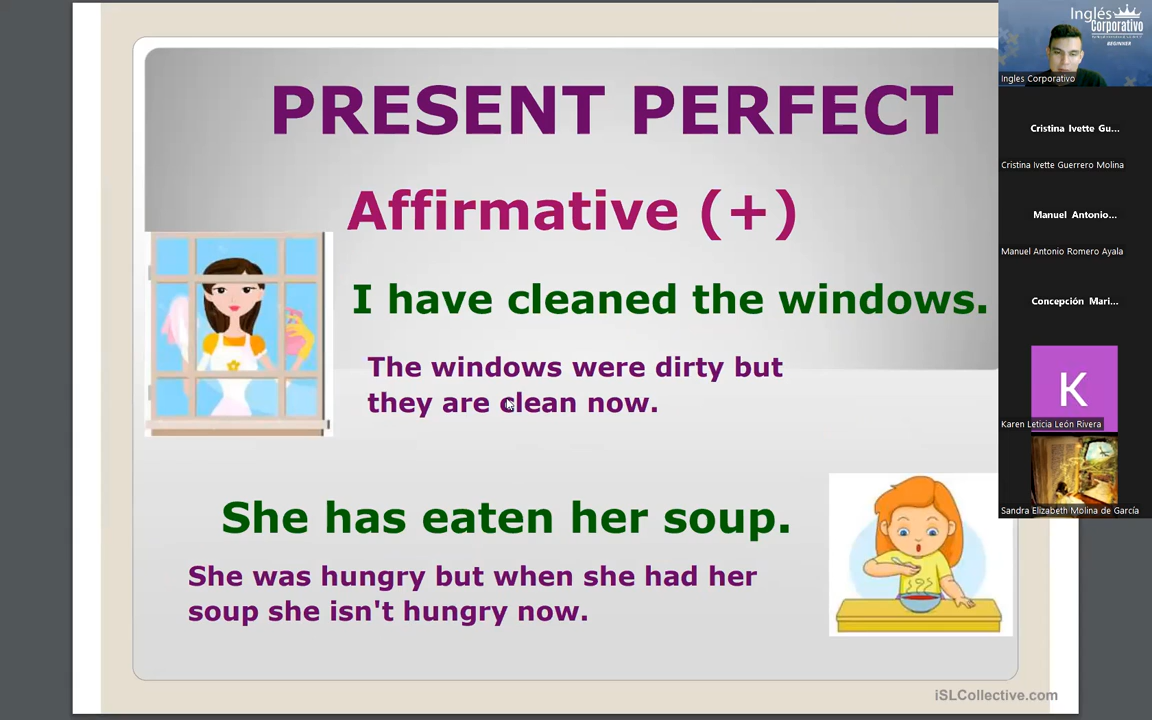 PRESENT PERFECT
Affirmative (+)
I have cleaned the windows.
The windows were dirty but
they are clean now.
She has eaten her soup.
She was hungry but when she had her
soup she isn't hungry now.
iSLCollective.com
Inglés
Corporativo
BEGINNER
Ingles Corporativo
Cristina Ivette Gu...
Cristina Ivette Guerrero Molina
Manuel Antonio...
Manuel Antonio Romero Ayala
Concepción Mari...
K
Karen Leticia León Rivera
Sandra Elizabeth Molina de García